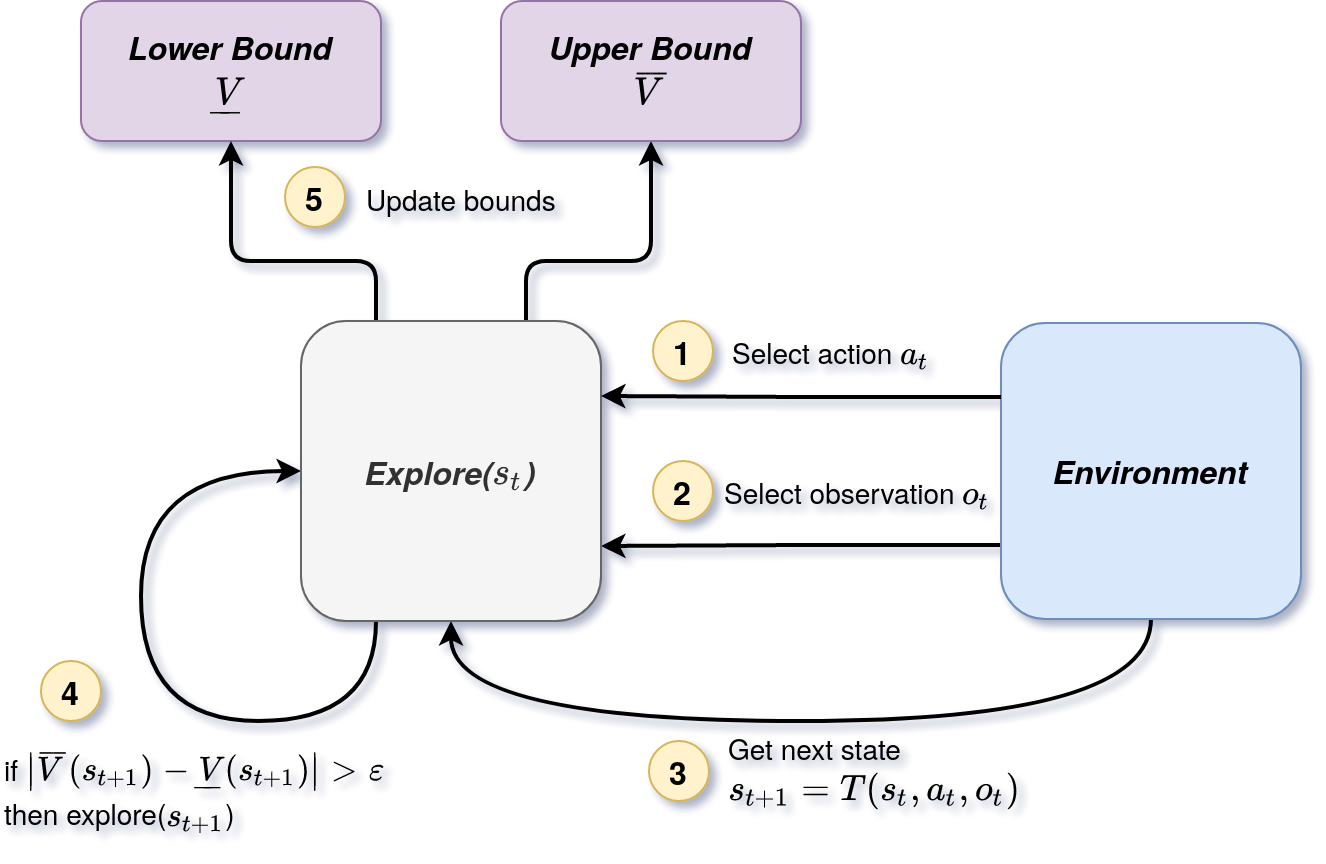 Lower Bound
$\underline{V}$
Upper Bound
$\overline{V}$
5
Update bounds
1
Select action $a_t$
2
Select observation $o_t$
Explore($s_t$)
Environment
4
if $|\overline{V}(s_{t+1}) - \underline{V}(s_{t+1})| > \varepsilon$
then explore($s_{t+1}$)
3
Get next state
$s_{t+1} = T(s_t, a_t, o_t)$